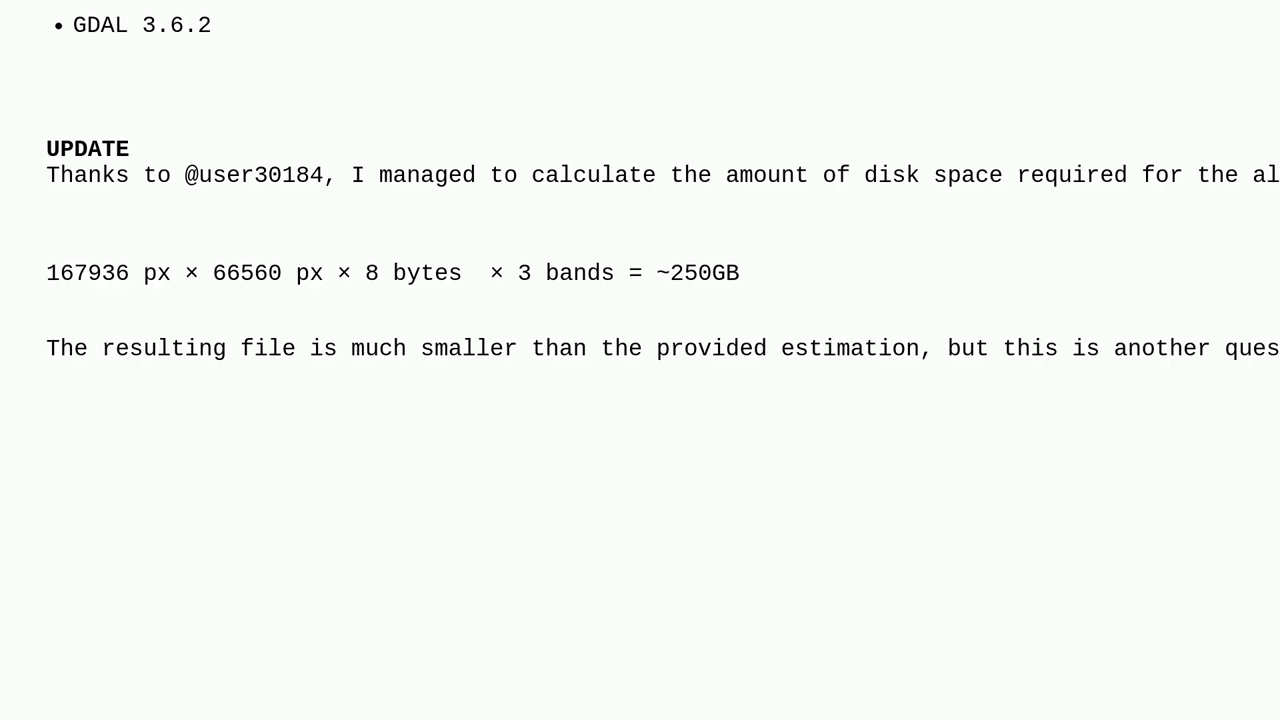 • GDAL 3.6.2
UPDATE
Thanks to @user30184, I managed to calculate the amount of disk space required for the
167936 px × 66560 px × 8 bytes  × 3 bands = ~250GB
The resulting file is much smaller than the provided estimation, but this is another